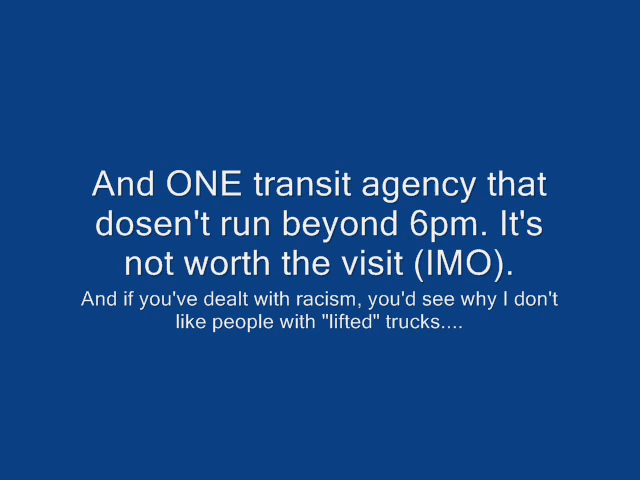 And ONE transit agency that
dosen't run beyond 6pm. It's
not worth the visit (IMO).
And if you've dealt with racism, you'd see why I don't
like people with "lifted" trucks....